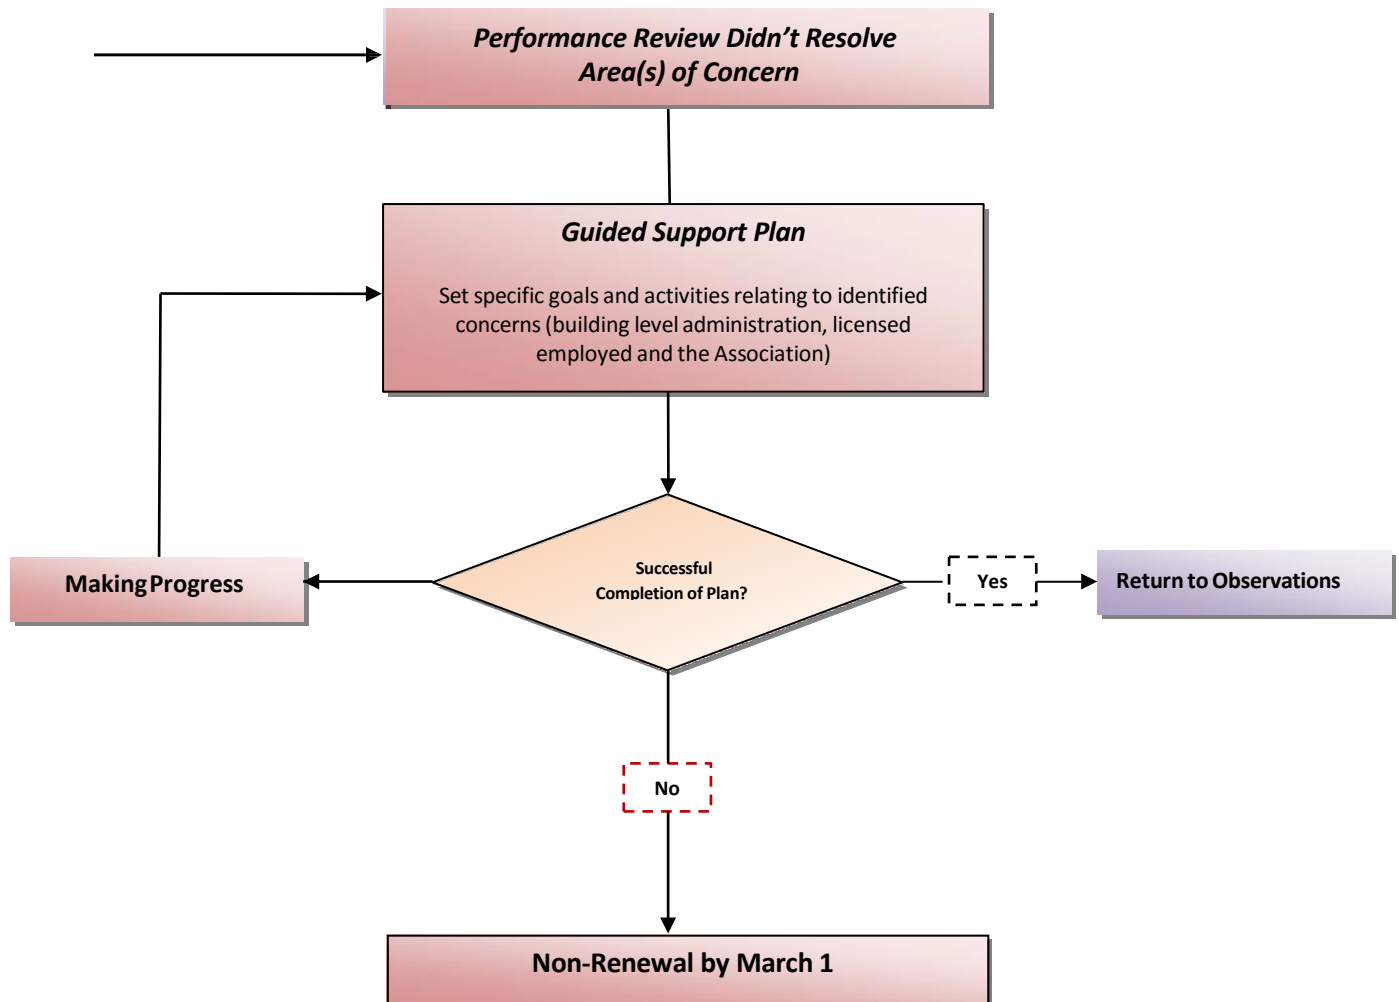 Performance Review Didn't Resolve
Area(s) of Concern
Guided Support Plan
Set specific goals and activities relating to identified
concerns (building level administration, licensed
employed and the Association)
Making Progress
Successful
Completion of Plan?
Yes
Return to Observations
No
Non-Renewal by March 1